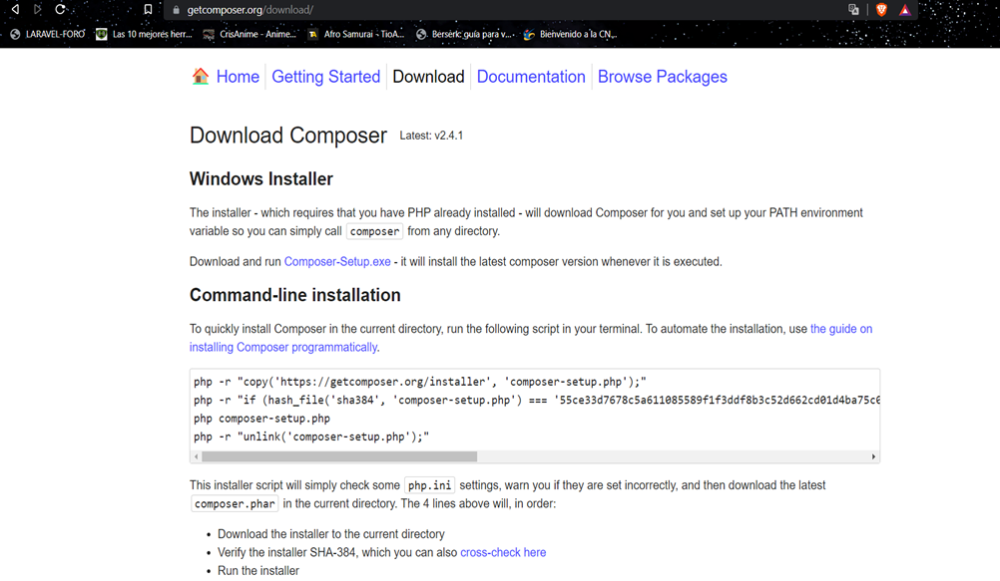 getcomposer.org/download/
LARAVEL-FORO Las 10 mejores herr... CrisAnime - Anime... Afro Samurai - TioA... Berserk: guía para v... Bienvenido a la CN...
Home Getting Started Download Documentation Browse Packages
Download Composer Latest: v2.4.1
Windows Installer
The installer - which requires that you have PHP already installed - will download Composer for you and set up your PATH environment
variable so you can simply call composer from any directory.
Download and run Composer-Setup.exe - it will install the latest composer version whenever it is executed.
Command-line installation
To quickly install Composer in the current directory, run the following script in your terminal. To automate the installation, use the guide on
installing Composer programmatically.
php -r "copy('https://getcomposer.org/installer', 'composer-setup.php');"
php -r "if (hash_file('sha384', 'composer-setup.php') === '55ce33d7678c5a611085589f1f3ddf8b3c52d662cd01d4ba75c0
php composer-setup.php
php -r "unlink('composer-setup.php');"
This installer script will simply check some php.ini settings, warn you if they are set incorrectly, and then download the latest
composer.phar in the current directory. The 4 lines above will, in order:
• Download the installer to the current directory
• Verify the installer SHA-384, which you can also cross-check here
• Run the installer